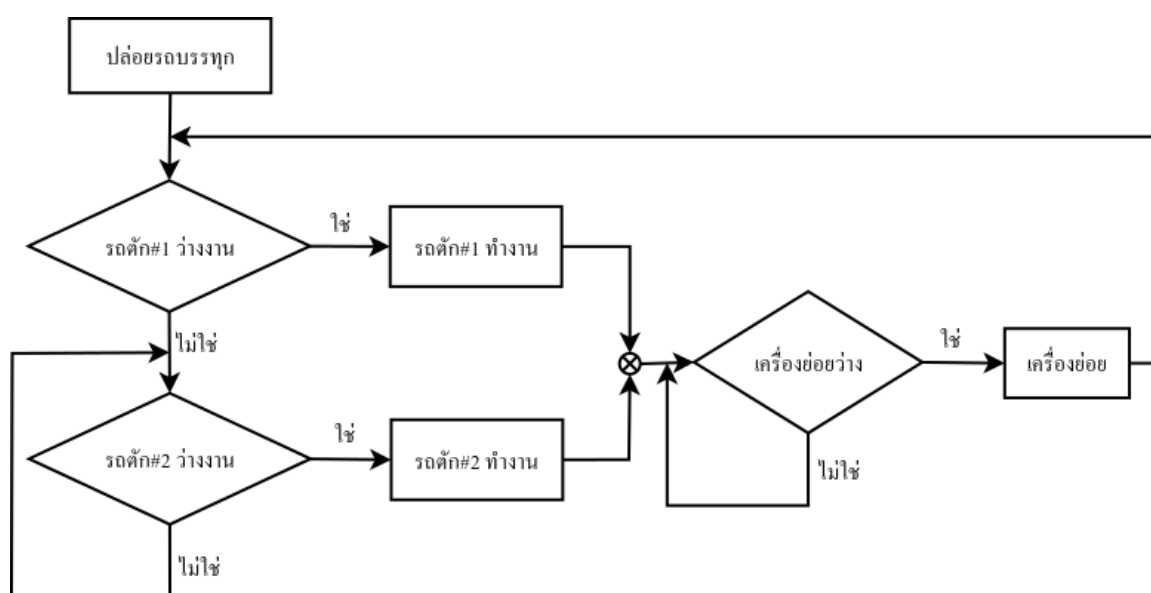 ปล่อยรถบรรทุก
รถตัก#1 ว่างงาน
ใช่
รถตัก#1 ทำงาน
ไม่ใช่
เครื่องย่อยว่าง
ใช่
เครื่องย่อย
รถตัก#2 ว่างงาน
ใช่
รถตัก#2 ทำงาน
ไม่ใช่
ไม่ใช่